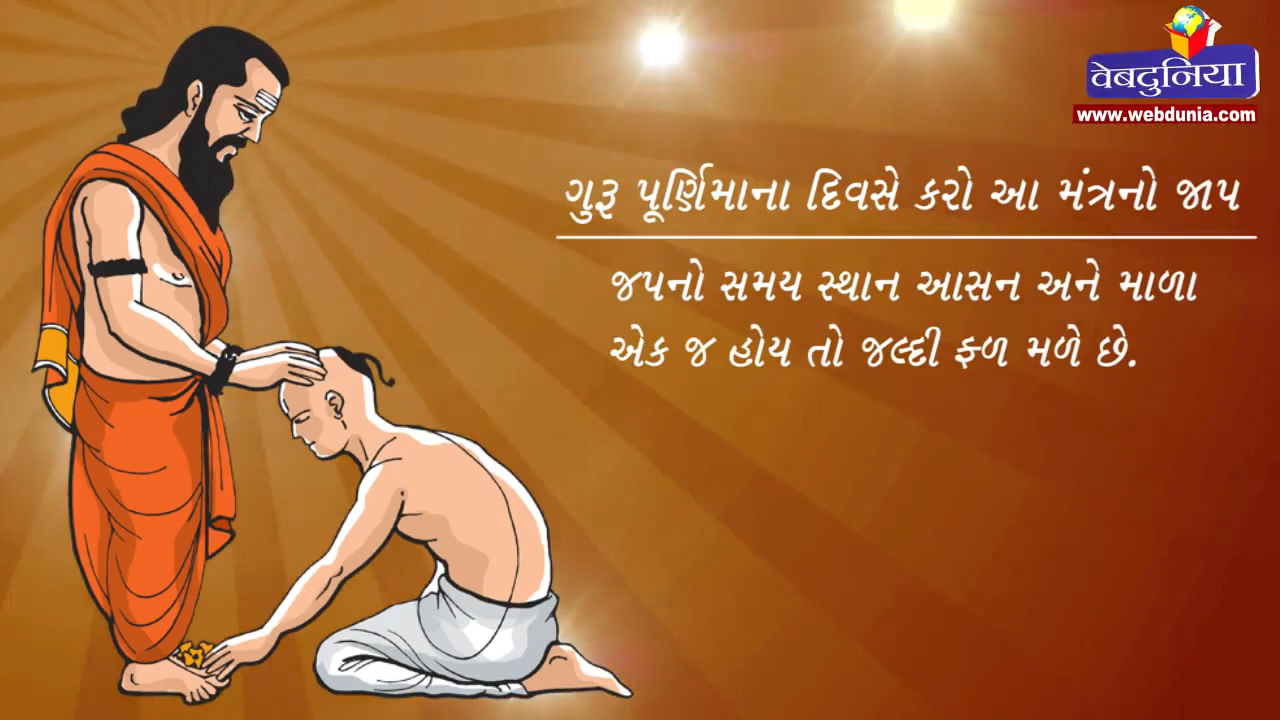 वेबदुनिया
www.webdunia.com
ગુરૂ પૂર્ણિમાના દિવસે કરો આ મંત્રનો જાપ
જપનો સમય સ્થાન આસન અને માળા
એક જ હોય તો જલ્દી ફળ મળે છે.